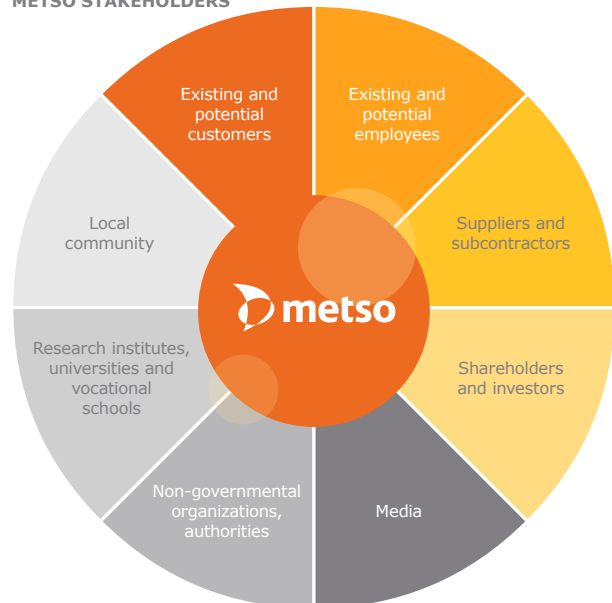 METSO STAKEHOLDERS
Existing and
potential
customers
Existing and
potential
employees
Local
community
Suppliers and
subcontractors
metso
Research institutes,
universities and
vocational
schools
Shareholders
and investors
Non-governmental
organizations,
authorities
Media